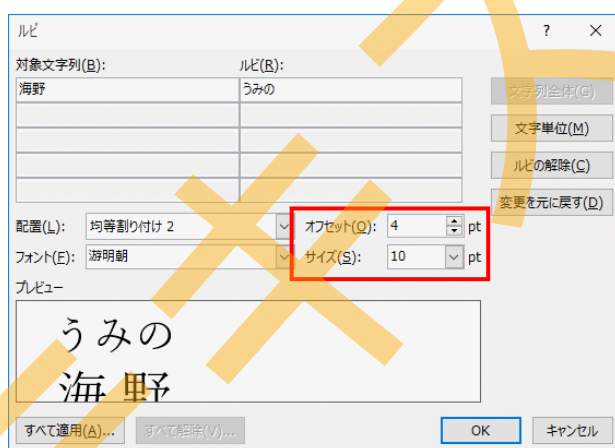 ルビ ? ×
対象文字列(B): ルビ(R):
海野 うみの
文字列全体(G)
文字単位(M)
ルビの解除(C)
変更を元に戻す(D)
配置(L): 均等割り付け 2 オフセット(O): 4 pt
フォント(F): 游明朝 サイズ(S): 10 pt
プレビュー
うみの
海野
すべて適用(A)... すべて解除(V)... OK キャンセル